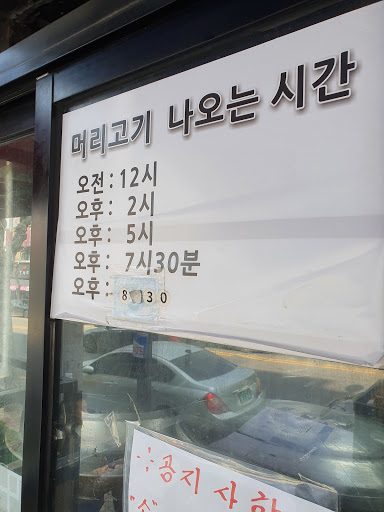 머리고기 나오는 시간
오전 : 12시
오후 : 2시
오후 : 5시
오후 : 7시30분
오후 : 8 30
공지사항